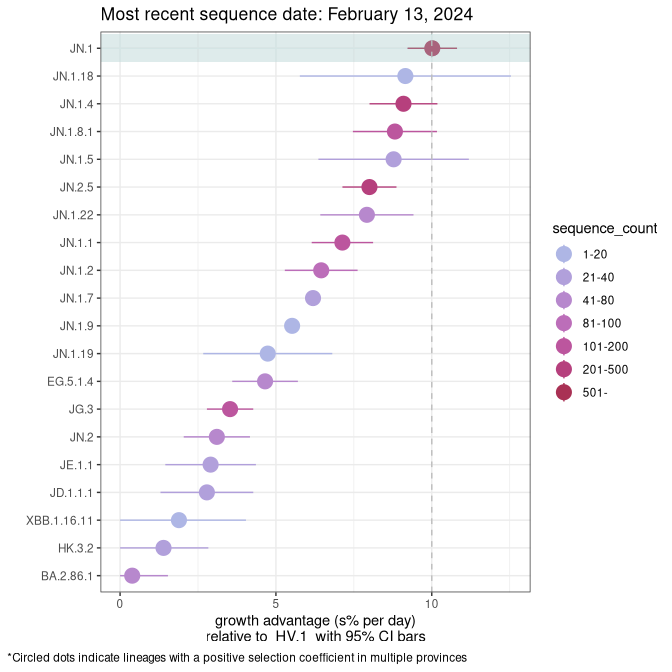 Most recent sequence date: February 13, 2024
JN.1
JN.1.18
JN.1.4
JN.1.8.1
JN.1.5
JN.2.5
JN.1.22
JN.1.1
JN.1.2
JN.1.7
JN.1.9
JN.1.19
EG.5.1.4
JG.3
JN.2
JE.1.1
JD.1.1.1
XBB.1.16.11
HK.3.2
BA.2.86.1
0 5 10
growth advantage (s% per day)
relative to HV.1 with 95% CI bars
sequence_count
1-20
21-40
41-80
81-100
101-200
201-500
501-
*Circled dots indicate lineages with a positive selection coefficient in multiple provinces